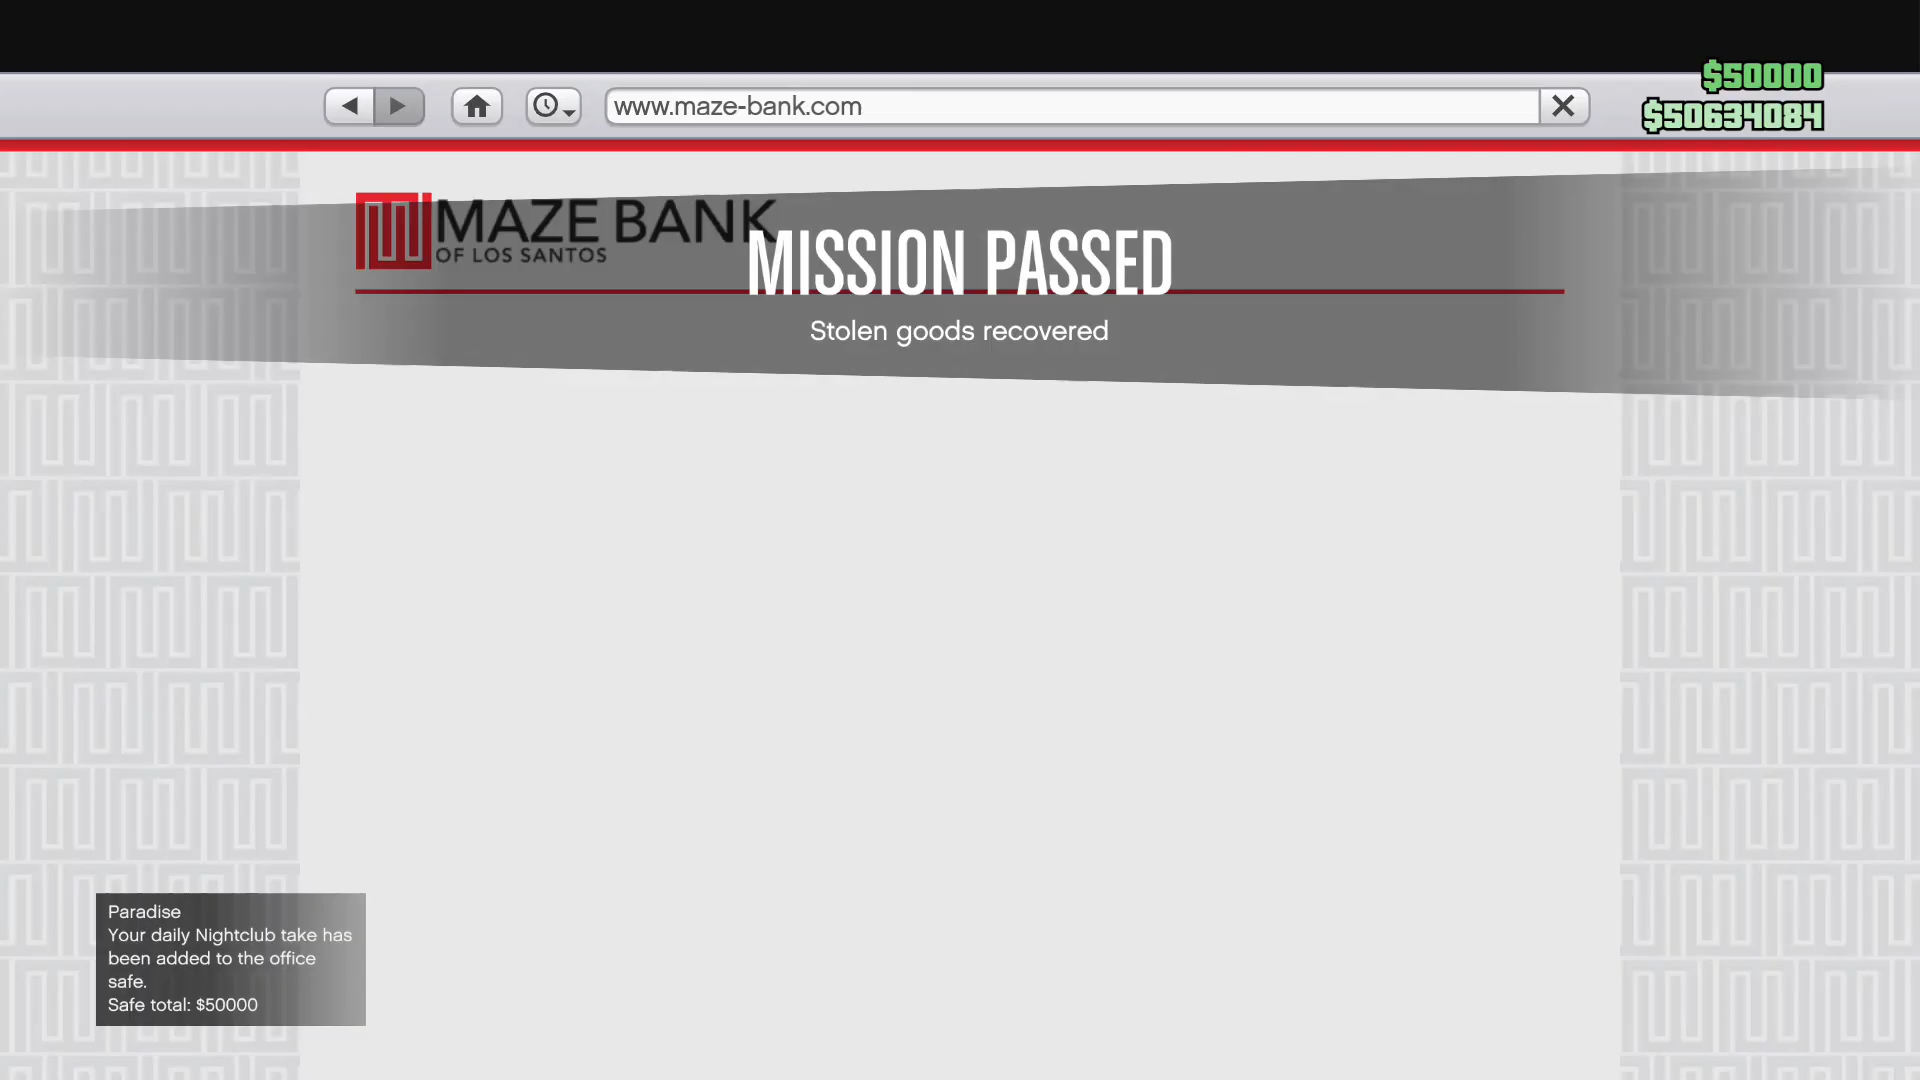 $50000
www.maze-bank.com
$50634084
MAZE BANK
OF LOS SANTOS
MISSION PASSED
Stolen goods recovered
Paradise
Your daily Nightclub take has
been added to the office
safe.
Safe total: $50000